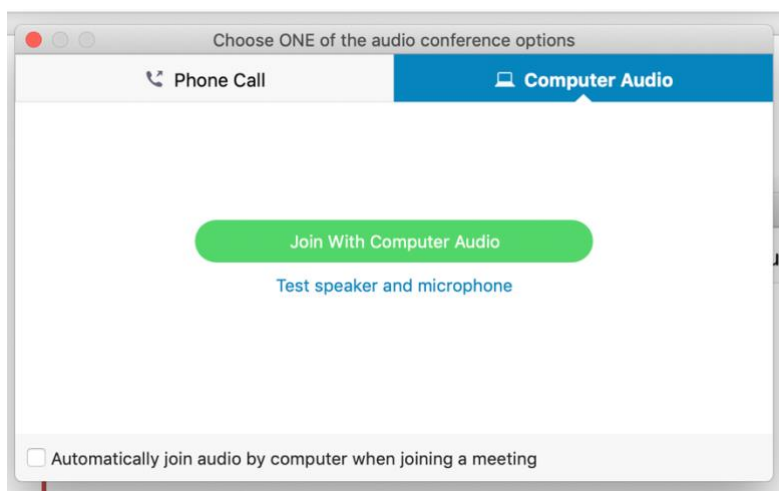 Choose ONE of the audio conference options
Phone Call
Computer Audio
Join With Computer Audio
Test speaker and microphone
Automatically join audio by computer when joining a meeting